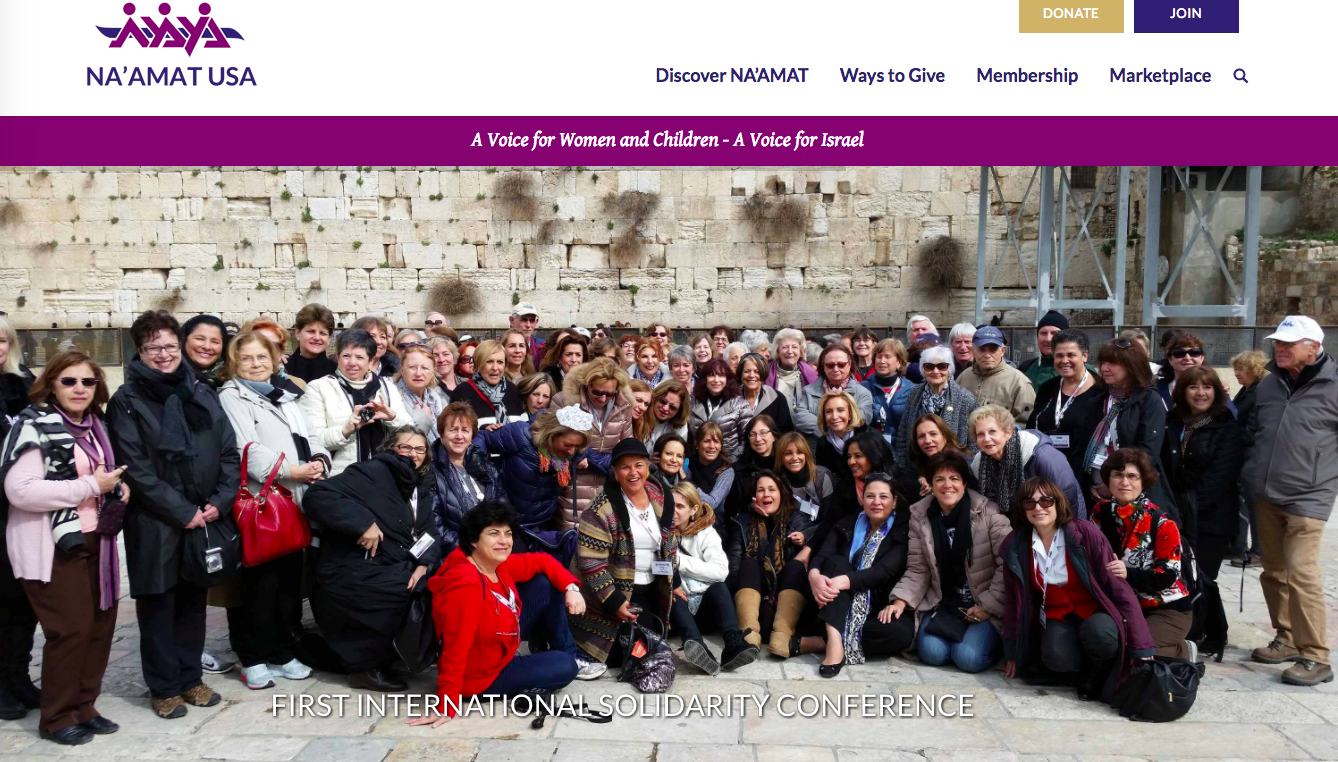 DONATE
JOIN
NA'AMAT USA
Discover NA'AMAT
Ways to Give
Membership
Marketplace
A Voice for Women and Children - A Voice for Israel
FIRST INTERNATIONAL SOLIDARITY CONFERENCE